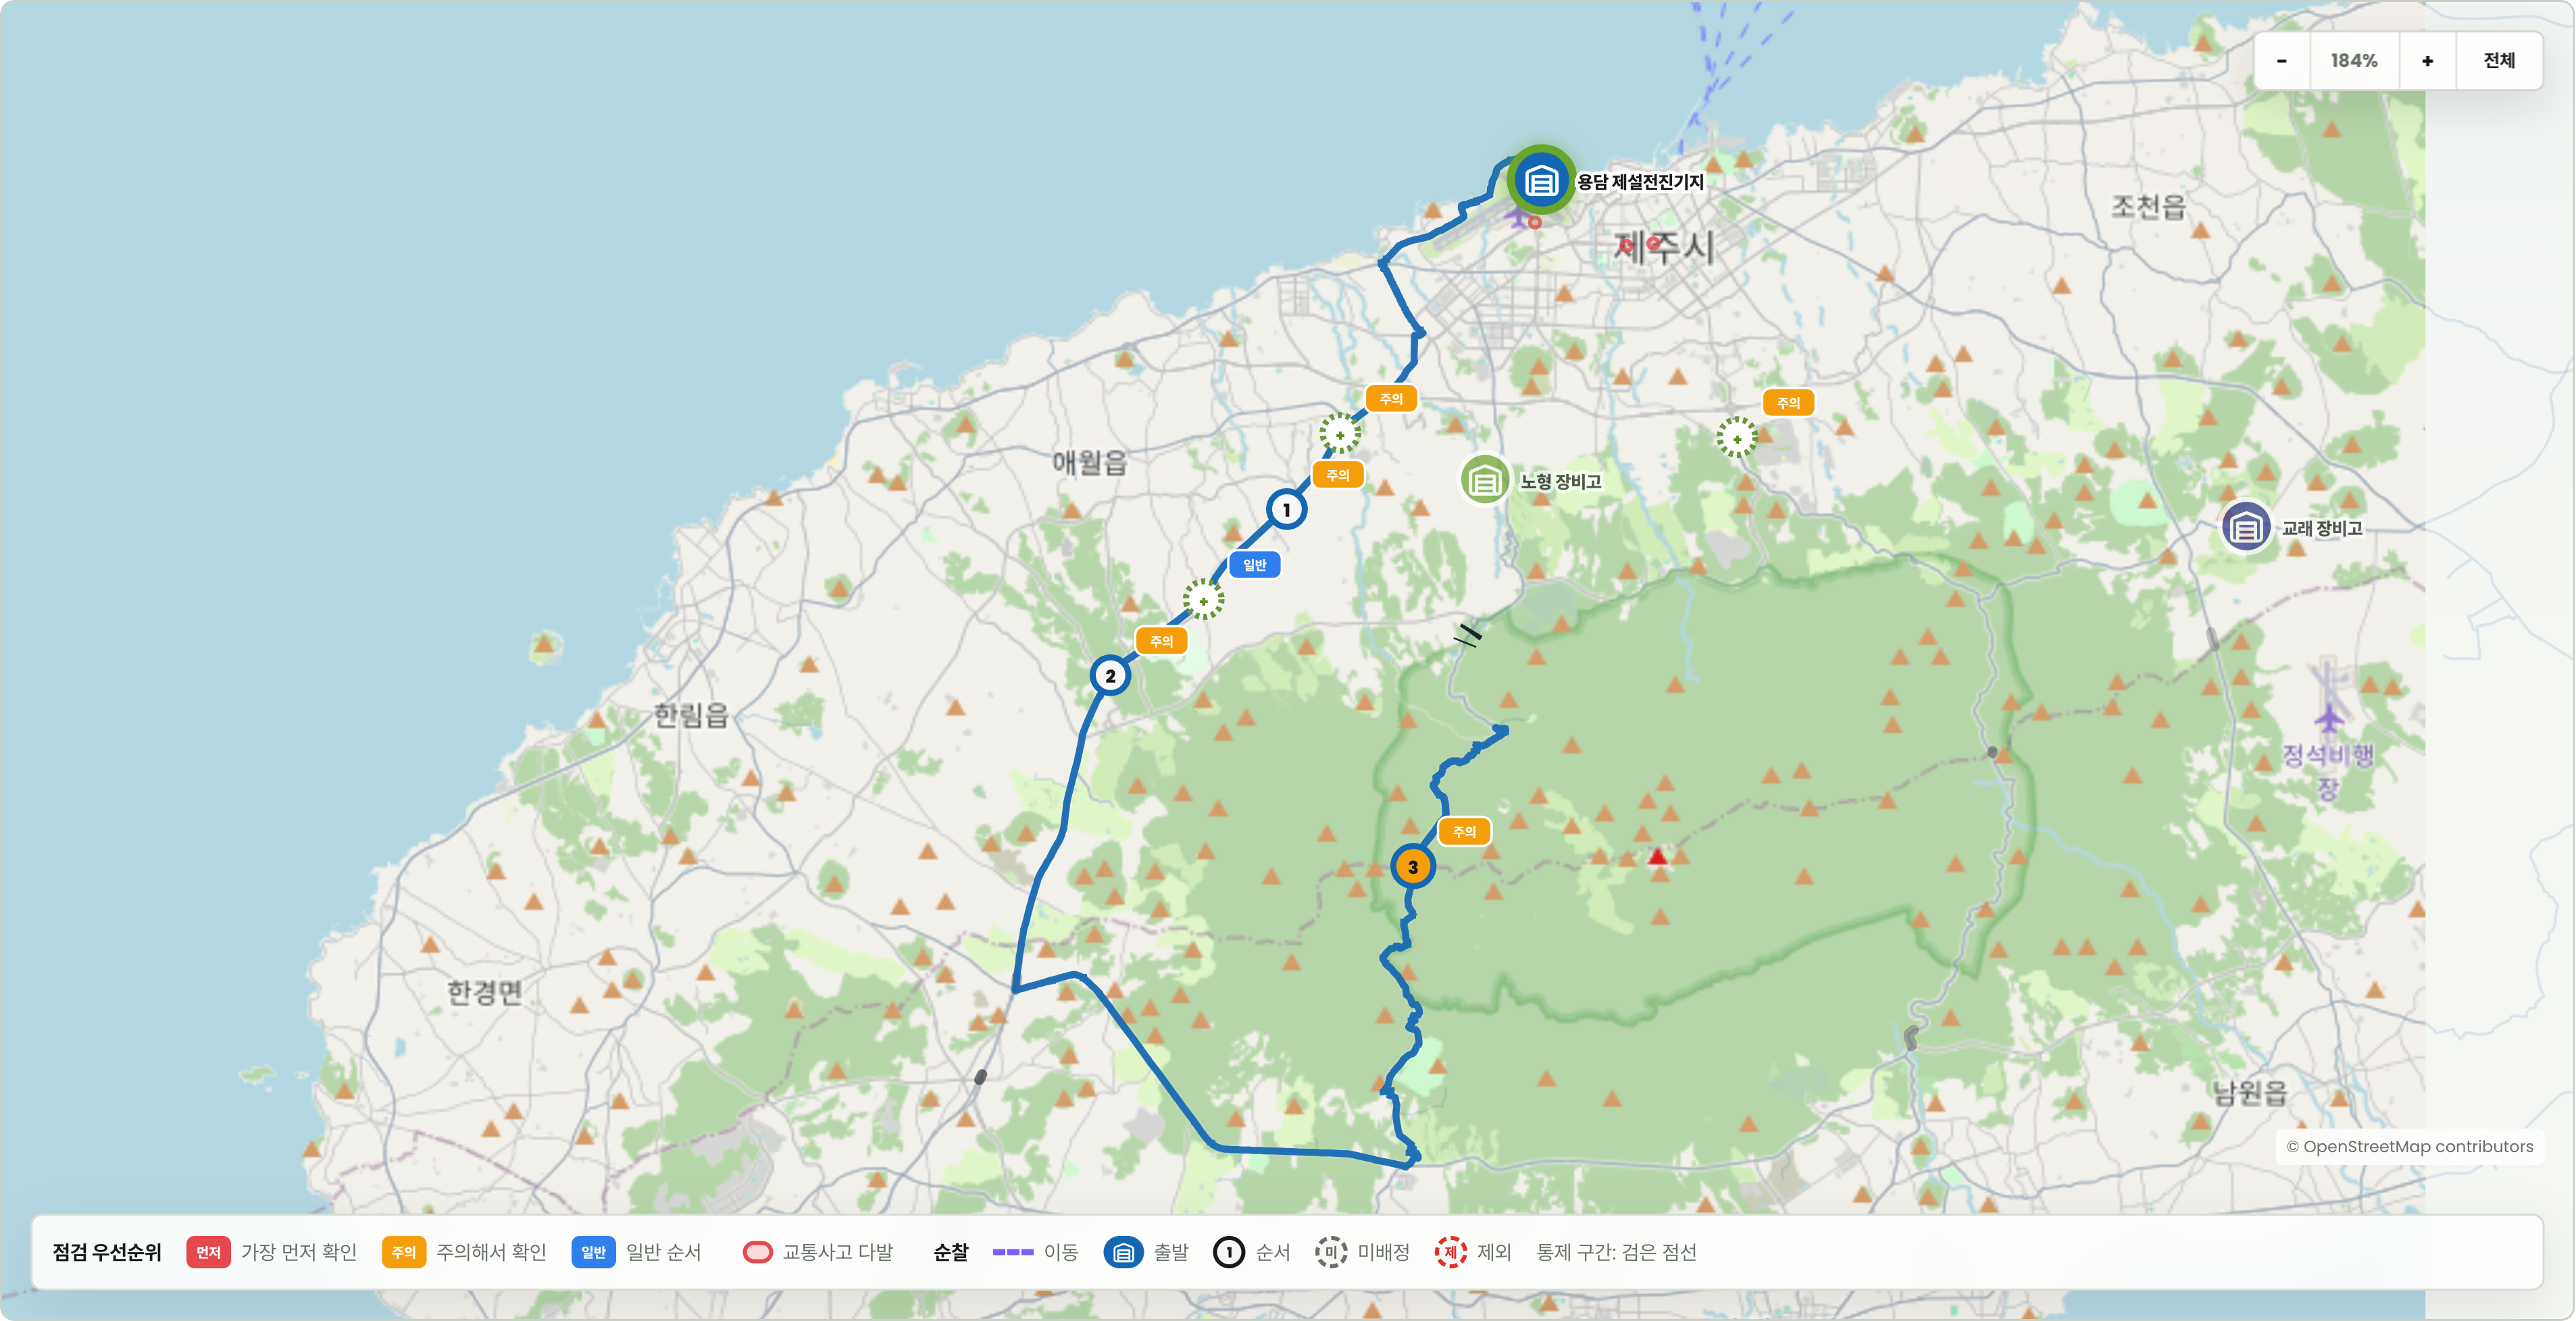 - 184% + 전체
용담 제설전진기지
제주시
조천읍
주의
주의
애월읍
주의
노형 장비고
1
교래 장비고
일반
주의
2
한림읍
정석비행
장
주의
3
한경면
남원읍
© OpenStreetMap contributors
점검 우선순위 먼저 가장 먼저 확인 주의 주의해서 확인 일반 일반 순서 교통사고 다발 순찰 이동 출발 1 순서 미 미배정 제 제외 통제 구간: 검은 점선